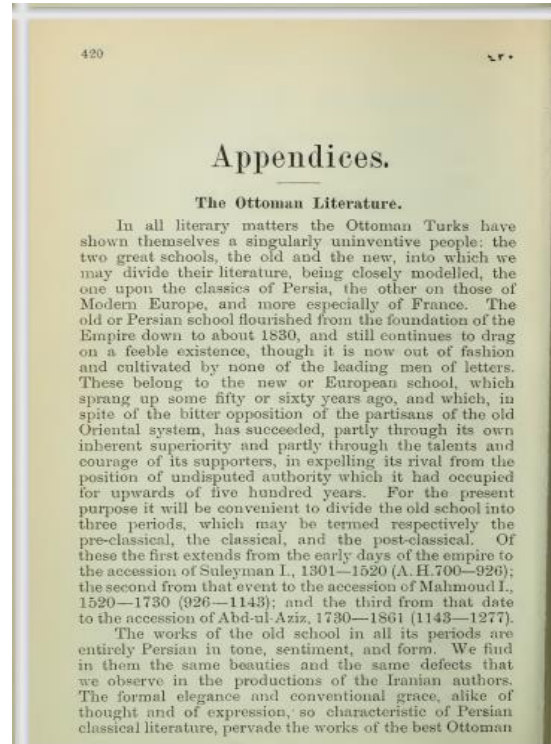 420
٤٢٠
Appendices.
The Ottoman Literature.
In all literary matters the Ottoman Turks have
shown themselves a singularly uninventive people: the
two great schools, the old and the new, into which we
may divide their literature, being closely modelled, the
one upon the classics of Persia, the other on those of
Modern Europe, and more especially of France. The
old or Persian school flourished from the foundation of the
Empire down to about 1830, and still continues to drag
on a feeble existence, though it is now out of fashion
and cultivated by none of the leading men of letters.
These belong to the new or European school, which
sprang up some fifty or sixty years ago, and which, in
spite of the bitter opposition of the partisans of the old
Oriental system, has succeeded, partly through its own
inherent superiority and partly through the talents and
courage of its supporters, in expelling its rival from the
position of undisputed authority which it had occupied
for upwards of five hundred years. For the present
purpose it will be convenient to divide the old school into
three periods, which may be termed respectively the
pre-classical, the classical, and the post-classical. Of
these the first extends from the early days of the empire to
the accession of Suleyman I., 1301—1520 (A. H. 700—926);
the second from that event to the accession of Mahmoud I.,
1520—1730 (926—1143); and the third from that date
to the accession of Abd-ul-Aziz, 1730—1861 (1143—1277).
The works of the old school in all its periods are
entirely Persian in tone, sentiment, and form. We find
in them the same beauties and the same defects that
we observe in the productions of the Iranian authors.
The formal elegance and conventional grace, alike of
thought and of expression, so characteristic of Persian
classical literature, pervade the works of the best Ottoman